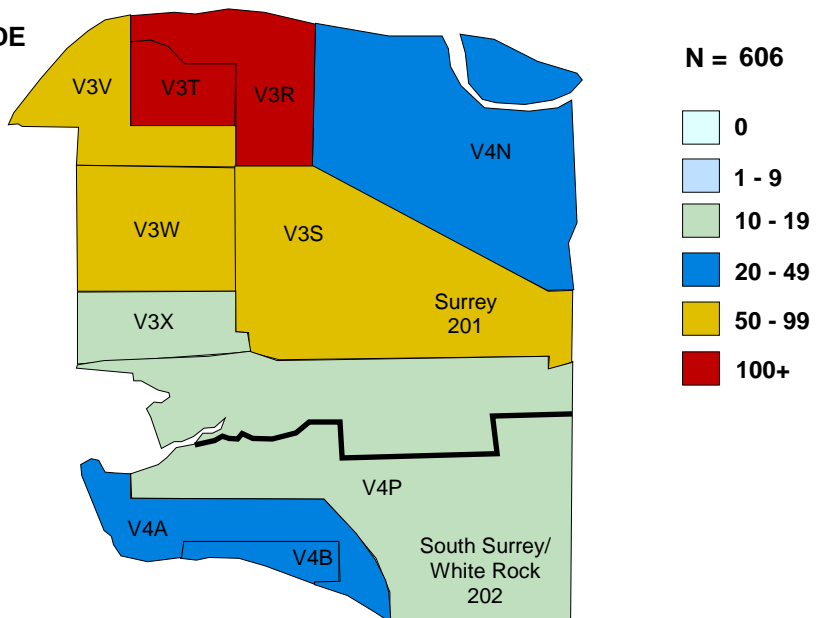 DE
N = 606
0
1 - 9
10 - 19
20 - 49
50 - 99
100+
V3V
V3T
V3R
V4N
V3W
V3S
V3X
Surrey
201
V4P
V4A
V4B
South Surrey/
White Rock
202